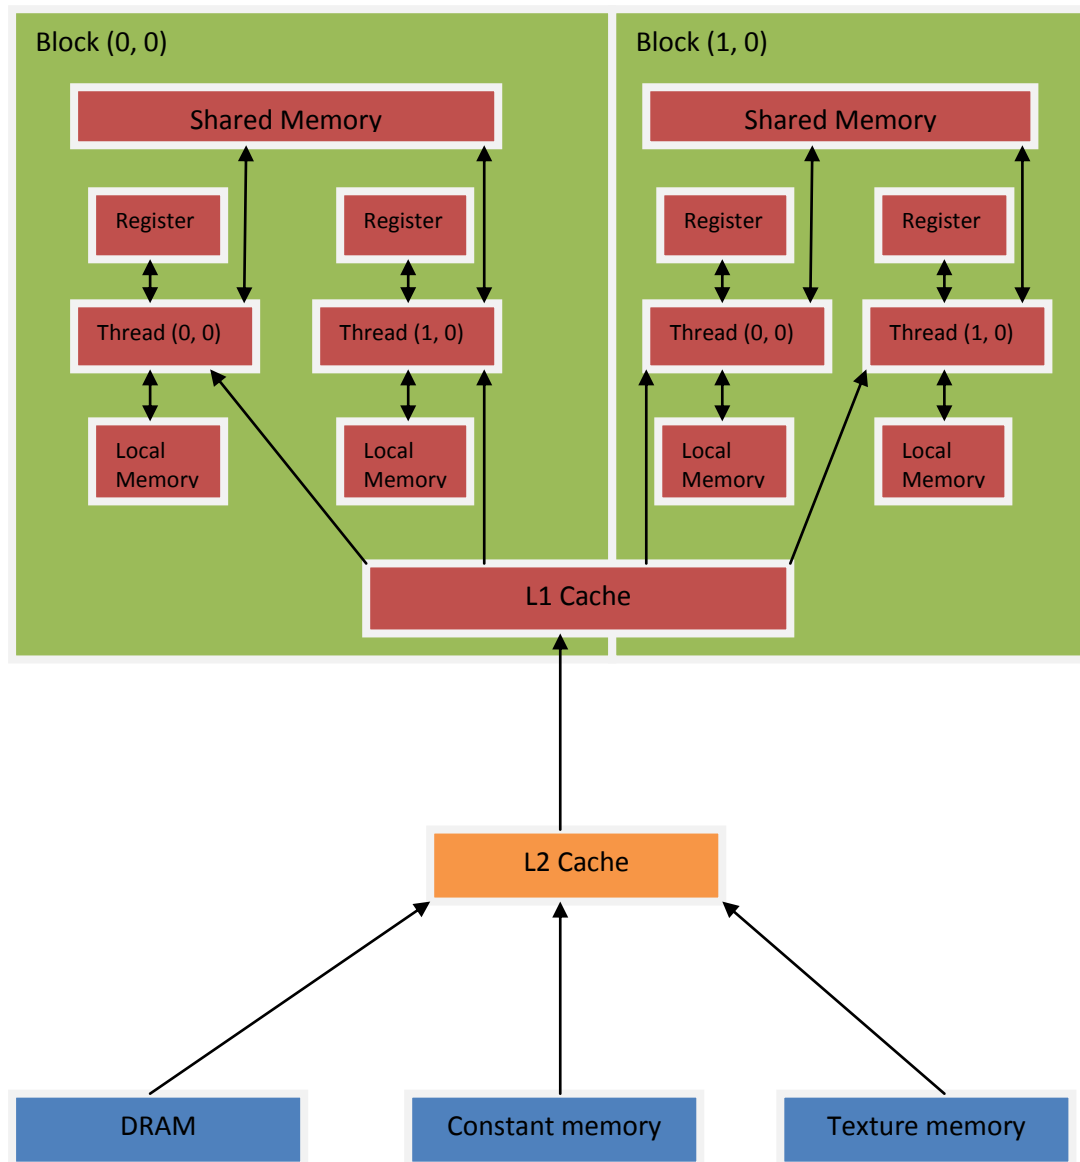 Block (0, 0)
Block (1, 0)
Shared Memory
Shared Memory
Register
Register
Register
Register
Thread (0, 0)
Thread (1, 0)
Thread (0, 0)
Thread (1, 0)
Local
Memory
Local
Memory
Local
Memory
Local
Memory
L1 Cache
L2 Cache
DRAM
Constant memory
Texture memory